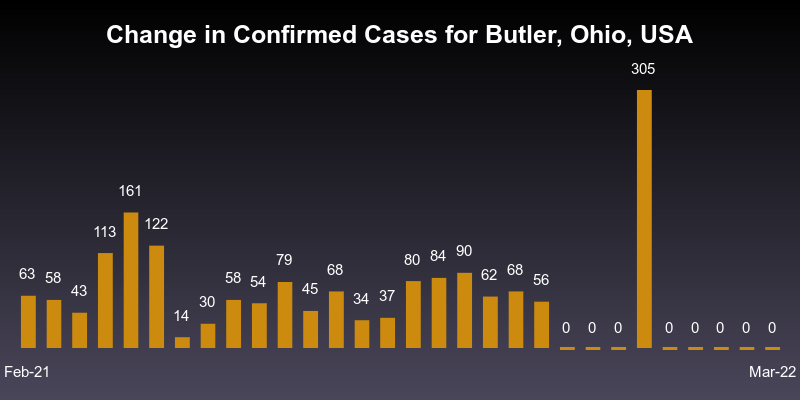 Change in Confirmed Cases for Butler, Ohio, USA
63 58 43 113 161 122 14 30 58 54 79 45 68 34 37 80 84 90 62 68 56 0 0 0 305 0 0 0 0 0
Feb-21 Mar-22